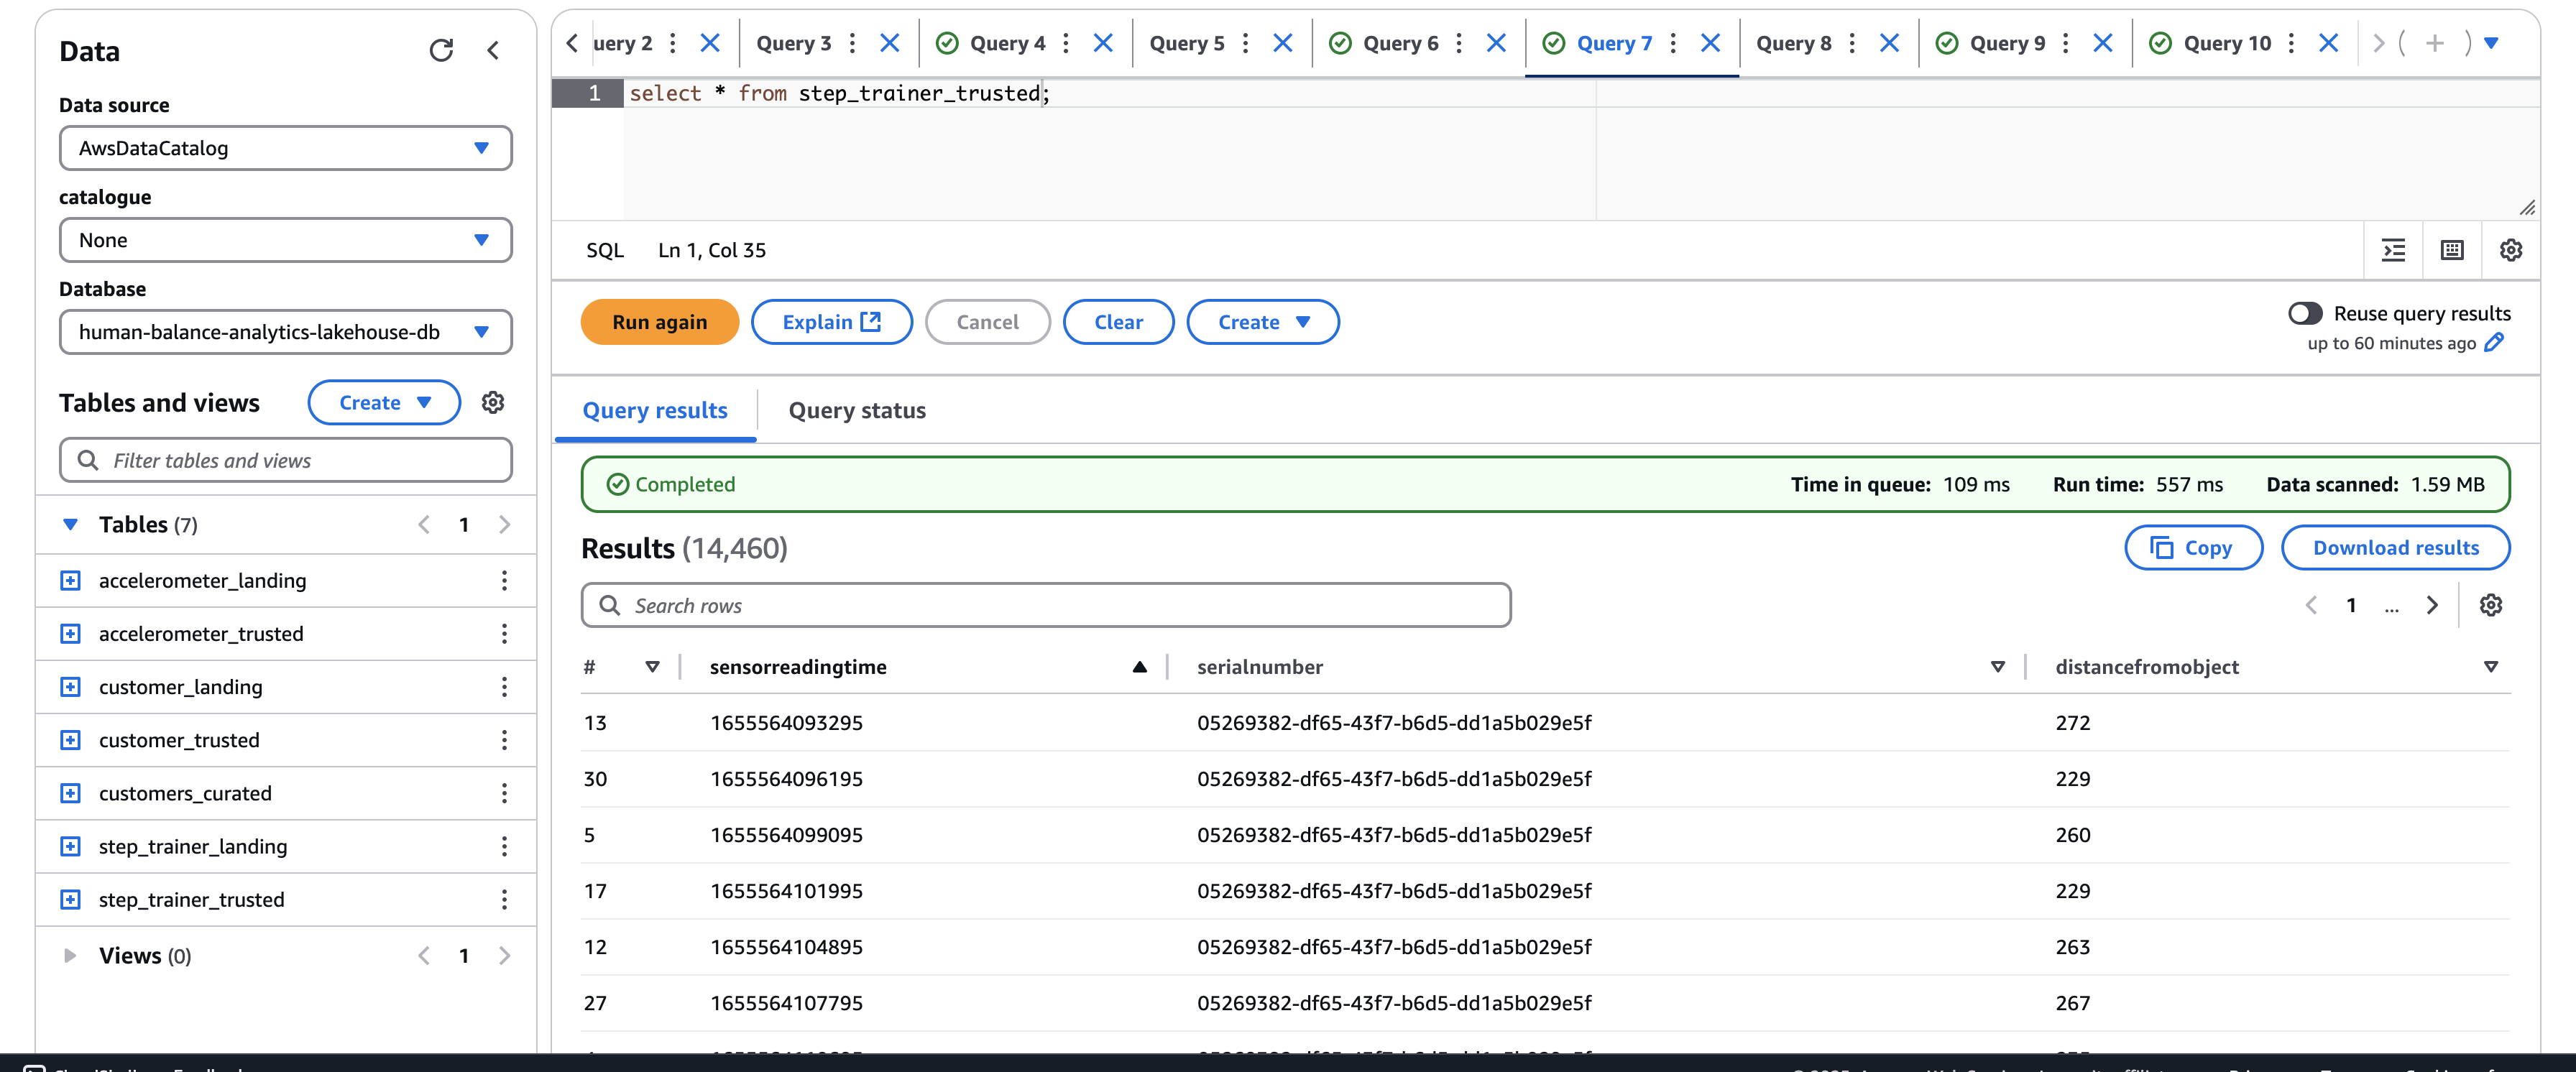 Data
Data source
AwsDataCatalog
catalogue
None
Database
human-balance-analytics-lakehouse-db
Tables and views
Create
Filter tables and views
Tables (7)
1
accelerometer_landing
accelerometer_trusted
customer_landing
customer_trusted
customers_curated
step_trainer_landing
step_trainer_trusted
Views (0)
1
uery 2 Query 3 Query 4 Query 5 Query 6 Query 7 Query 8 Query 9 Query 10
1 select * from step_trainer_trusted;
SQL Ln 1, Col 35
Run again Explain Cancel Clear Create
Reuse query results
up to 60 minutes ago
Query results Query status
Completed Time in queue: 109 ms Run time: 557 ms Data scanned: 1.59 MB
Results (14,460) Copy Download results
Search rows 1 ...
# sensorreadingtime serialnumber distancefromobject
13 1655564093295 05269382-df65-43f7-b6d5-dd1a5b029e5f 272
30 1655564096195 05269382-df65-43f7-b6d5-dd1a5b029e5f 229
5 1655564099095 05269382-df65-43f7-b6d5-dd1a5b029e5f 260
17 1655564101995 05269382-df65-43f7-b6d5-dd1a5b029e5f 229
12 1655564104895 05269382-df65-43f7-b6d5-dd1a5b029e5f 263
27 1655564107795 05269382-df65-43f7-b6d5-dd1a5b029e5f 267